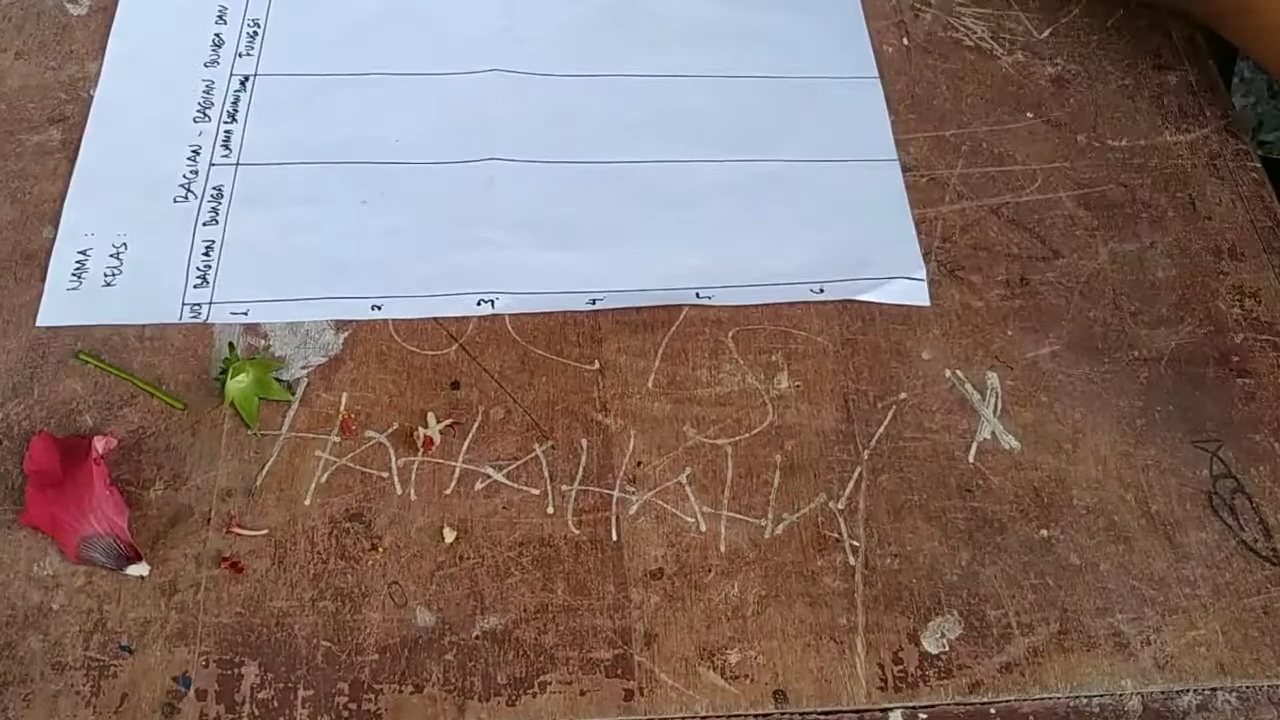 NAMA :
KELAS :
BAGIAN - BAGIAN BUNGA DAN
NO BAGIAN BUNGA NAMA BAGIAN BUNGA FUNGSI
1.
2.
3.
4.
5.
6.